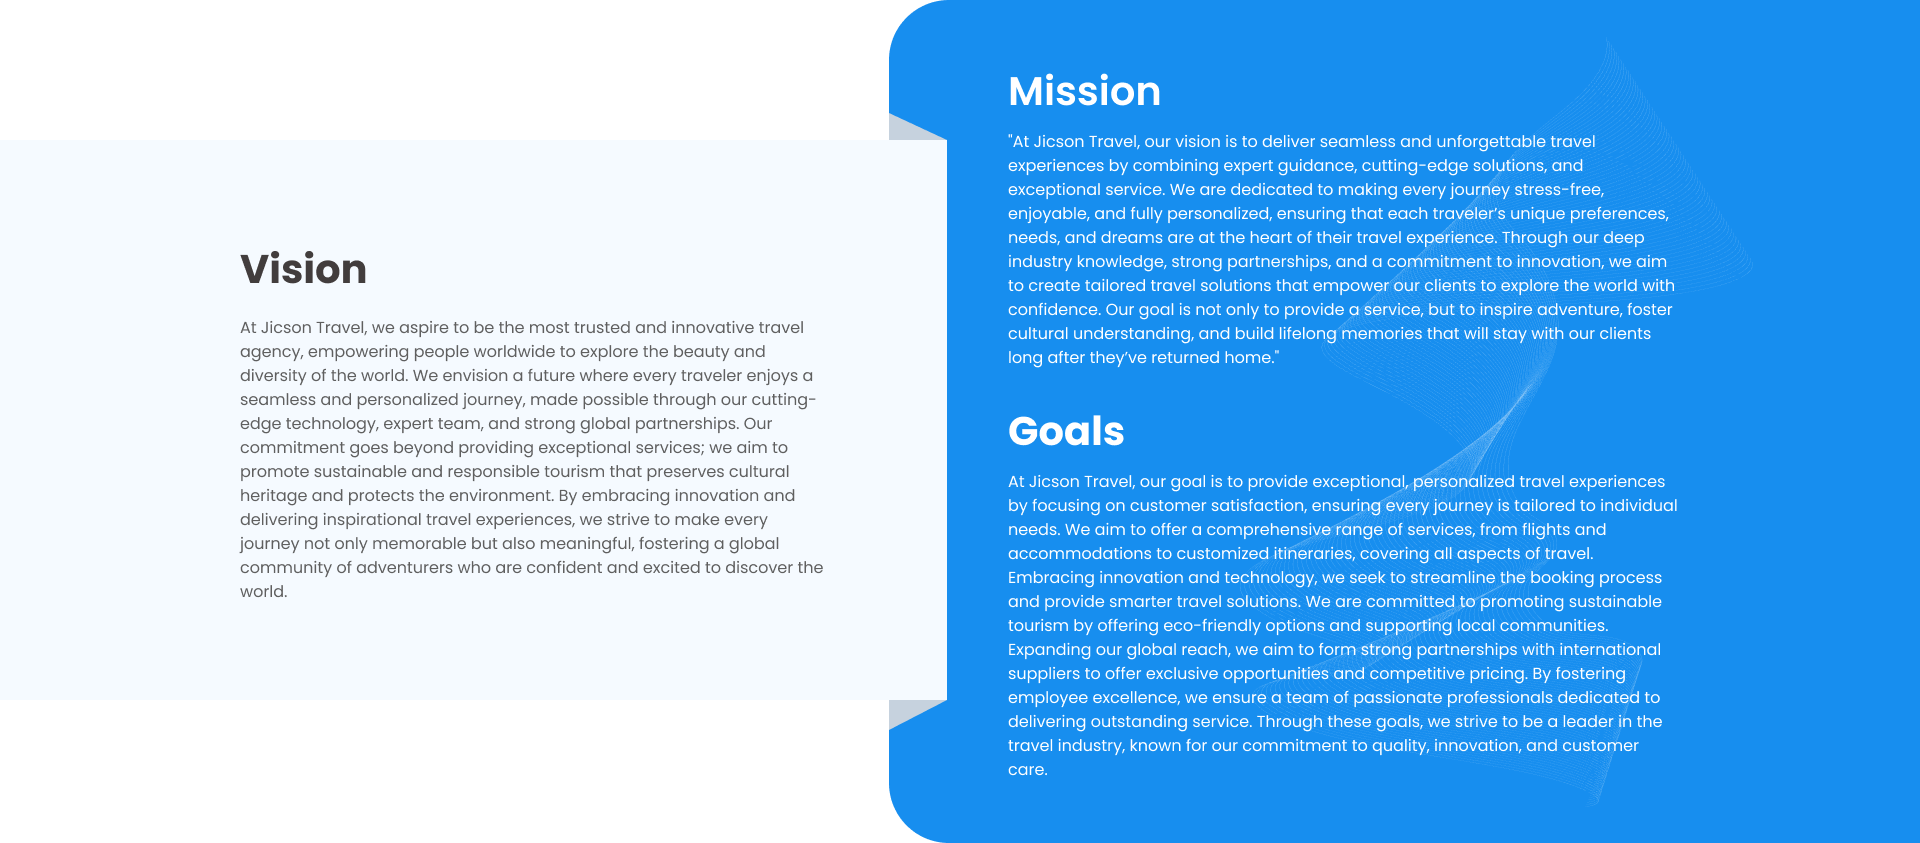 Vision
At Jicson Travel, we aspire to be the most trusted and innovative travel
agency, empowering people worldwide to explore the beauty and
diversity of the world. We envision a future where every traveler enjoys a
seamless and personalized journey, made possible through our cutting-
edge technology, expert team, and strong global partnerships. Our
commitment goes beyond providing exceptional services; we aim to
promote sustainable and responsible tourism that preserves cultural
heritage and protects the environment. By embracing innovation and
delivering inspirational travel experiences, we strive to make every
journey not only memorable but also meaningful, fostering a global
community of adventurers who are confident and excited to discover the
world.
Mission
"At Jicson Travel, our vision is to deliver seamless and unforgettable travel
experiences by combining expert guidance, cutting-edge solutions, and
exceptional service. We are dedicated to making every journey stress-free,
enjoyable, and fully personalized, ensuring that each traveler’s unique preferences,
needs, and dreams are at the heart of their travel experience. Through our deep
industry knowledge, strong partnerships, and a commitment to innovation, we aim
to create tailored travel solutions that empower our clients to explore the world with
confidence. Our goal is not only to provide a service, but to inspire adventure, foster
cultural understanding, and build lifelong memories that will stay with our clients
long after they’ve returned home."
Goals
At Jicson Travel, our goal is to provide exceptional, personalized travel experiences
by focusing on customer satisfaction, ensuring every journey is tailored to individual
needs. We aim to offer a comprehensive range of services, from flights and
accommodations to customized itineraries, covering all aspects of travel.
Embracing innovation and technology, we seek to streamline the booking process
and provide smarter travel solutions. We are committed to promoting sustainable
tourism by offering eco-friendly options and supporting local communities.
Expanding our global reach, we aim to form strong partnerships with international
suppliers to offer exclusive opportunities and competitive pricing. By fostering
employee excellence, we ensure a team of passionate professionals dedicated to
delivering outstanding service. Through these goals, we strive to be a leader in the
travel industry, known for our commitment to quality, innovation, and customer
care.